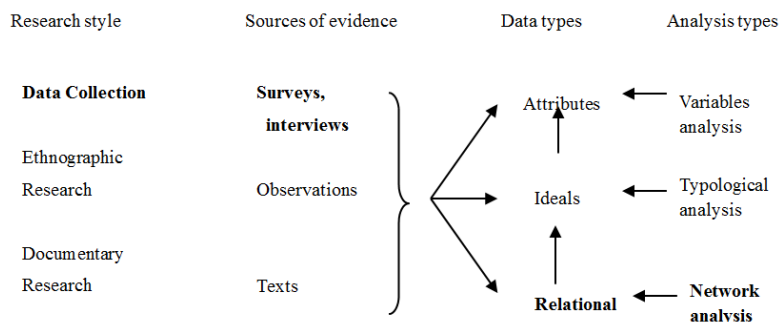 Research style Sources of evidence Data types Analysis types
Data Collection Surveys, Attributes Variables
interviews analysis
Ethnographic
Research Observations Ideals Typological
analysis
Documentary
Research Texts Relational Network
analysis